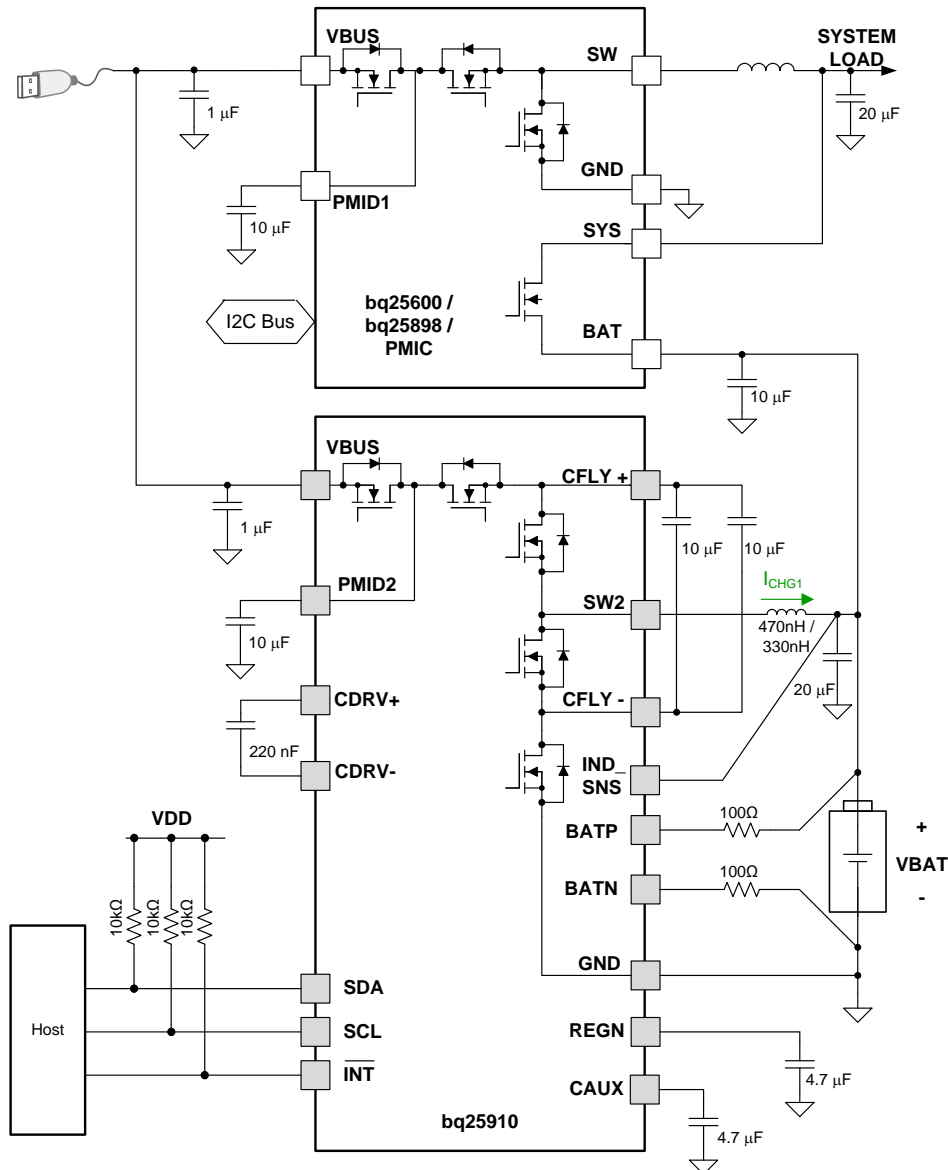 VBUS
SW
SYSTEM
LOAD
1 μF
20 μF
GND
PMID1
10 μF
SYS
I2C Bus
bq25600 /
bq25898 /
PMIC
BAT
10 μF
VBUS
CFLY +
1 μF
10 μF
10 μF
ICHG1
PMID2
SW2
470nH /
330nH
10 μF
20 μF
CDRV+
CFLY -
220 nF
IND_
SNS
CDRV-
VDD
100Ω
BATP
+
VBAT
-
100Ω
BATN
10kΩ
10kΩ
10kΩ
GND
SDA
Host
SCL
REGN
INT
4.7 μF
CAUX
bq25910
4.7 μF